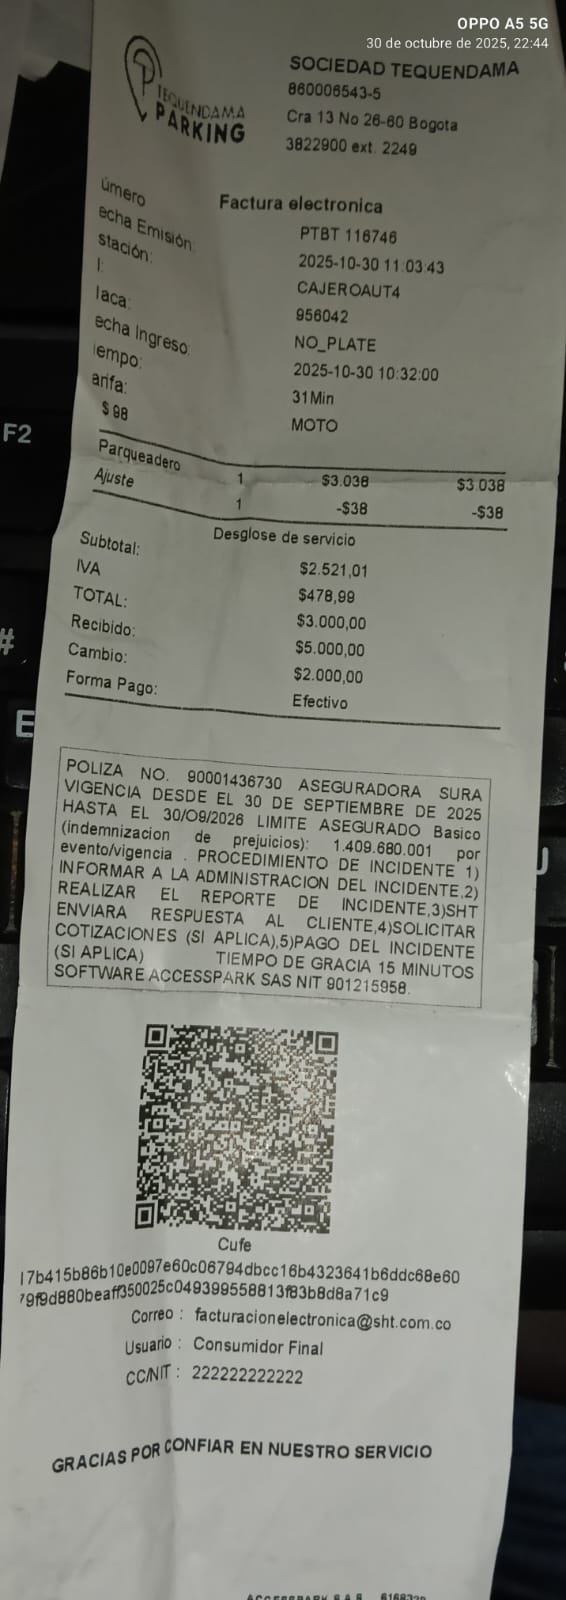 OPPO A5 5G
30 de octubre de 2025, 22:44
TEQUENDAMA
PARKING
SOCIEDAD TEQUENDAMA
860006543-5
Cra 13 No 26-60 Bogota
3822900 ext. 2249
Factura electronica
úmero PTBT 116746
echa Emisión: 2025-10-30 11:03:43
stación: CAJEROAUT4
l: 956042
laca: NO_PLATE
echa Ingreso: 2025-10-30 10:32:00
iempo: 31Min
arifa: MOTO
$ 98
Parqueadero 1 $3.038 $3.038
Ajuste 1 -$38 -$38
Desglose de servicio
Subtotal: $2.521,01
IVA $478,99
TOTAL: $3.000,00
Recibido: $5.000,00
Cambio: $2.000,00
Forma Pago: Efectivo
POLIZA NO. 90001436730 ASEGURADORA SURA
VIGENCIA DESDE EL 30 DE SEPTIEMBRE DE 2025
HASTA EL 30/O9/2026 LIMITE ASEGURADO Basico
(indemnizacion de prejuicios): 1.409.680.001 por
evento/vigencia . PROCEDIMIENTO DE INCIDENTE 1)
INFORMAR A LA ADMINISTRACION DEL INCIDENTE,2)
REALIZAR EL REPORTE DE INCIDENTE,3)SHT
ENVIARA RESPUESTA AL CLIENTE,4)SOLICITAR
COTIZACIONES (SI APLICA),5)PAGO DEL INCIDENTE
(SI APLICA) TIEMPO DE GRACIA 15 MINUTOS
SOFTWARE ACCESSPARK SAS NIT 901215958.
Cufe
17b415b86b10e0097e60c06794dbcc16b4323641b6ddc68e60
79f9d880beaff350025c049399558813f83b8d8a71c9
Correo : facturacionelectronica@sht.com.co
Usuario : Consumidor Final
CC/NIT : 222222222222
GRACIAS POR CONFIAR EN NUESTRO SERVICIO
F2
#
E